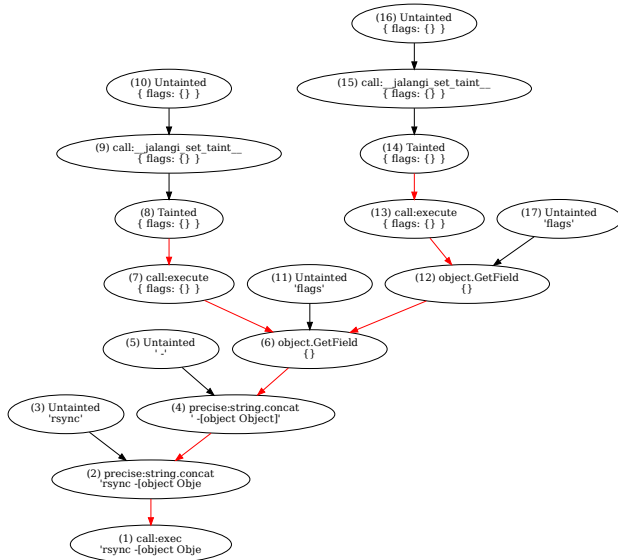 (16) Untainted
{ flags: {} }
(15) call:__jalangi_set_taint__
{ flags: {} }
(10) Untainted
{ flags: {} }
(9) call:__jalangi_set_taint__
{ flags: {} }
(14) Tainted
{ flags: {} }
(8) Tainted
{ flags: {} }
(13) call:execute
{ flags: {} }
(17) Untainted
'flags'
(7) call:execute
{ flags: {} }
(11) Untainted
'flags'
(12) object.GetField
{}
(5) Untainted
' -'
(6) object.GetField
{}
(3) Untainted
'rsync'
(4) precise:string.concat
' -[object Object]'
(2) precise:string.concat
'rsync -[object Obje
(1) call:exec
'rsync -[object Obje